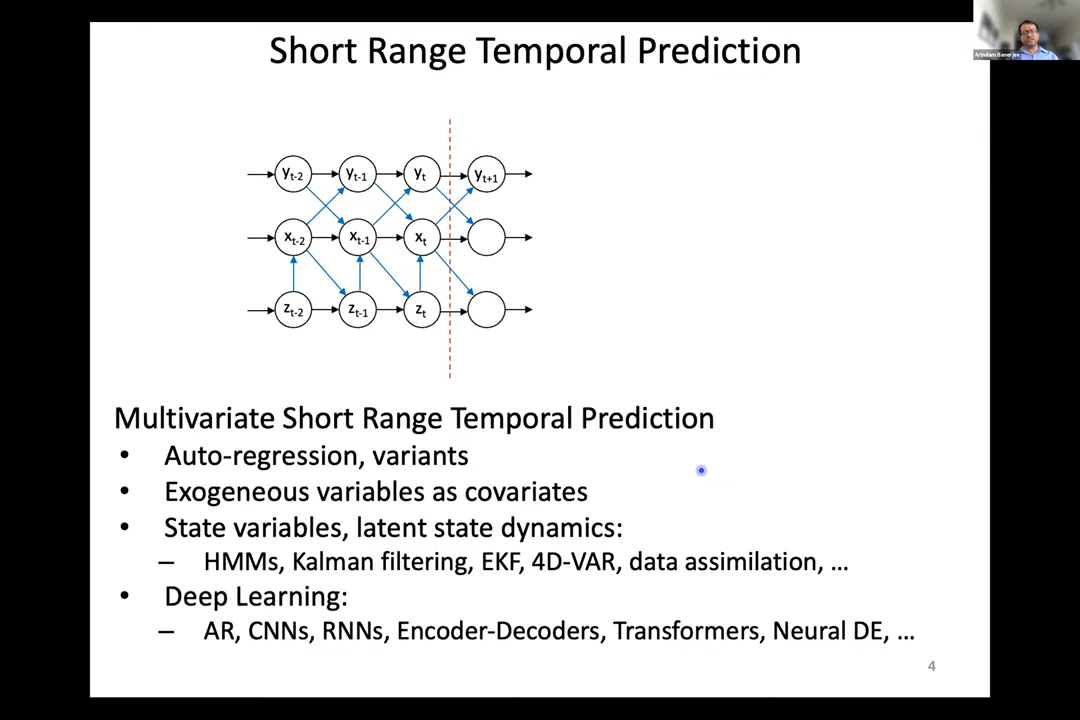 Short Range Temporal Prediction
Arindam Banerjee
yt-2 yt-1 yt yt+1
xt-2 xt-1 xt
zt-2 zt-1 zt
Multivariate Short Range Temporal Prediction
• Auto-regression, variants
• Exogeneous variables as covariates
• State variables, latent state dynamics:
– HMMs, Kalman filtering, EKF, 4D-VAR, data assimilation, ...
• Deep Learning:
– AR, CNNs, RNNs, Encoder-Decoders, Transformers, Neural DE, ...
4